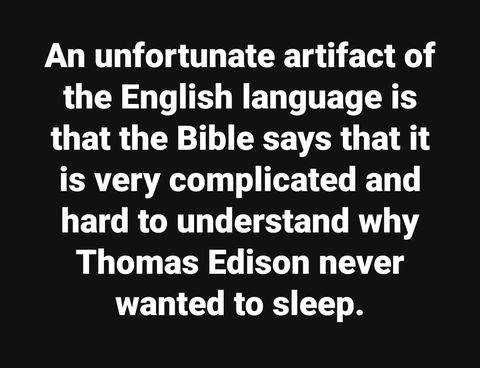 An unfortunate artifact of
the English language is
that the Bible says that it
is very complicated and
hard to understand why
Thomas Edison never
wanted to sleep.